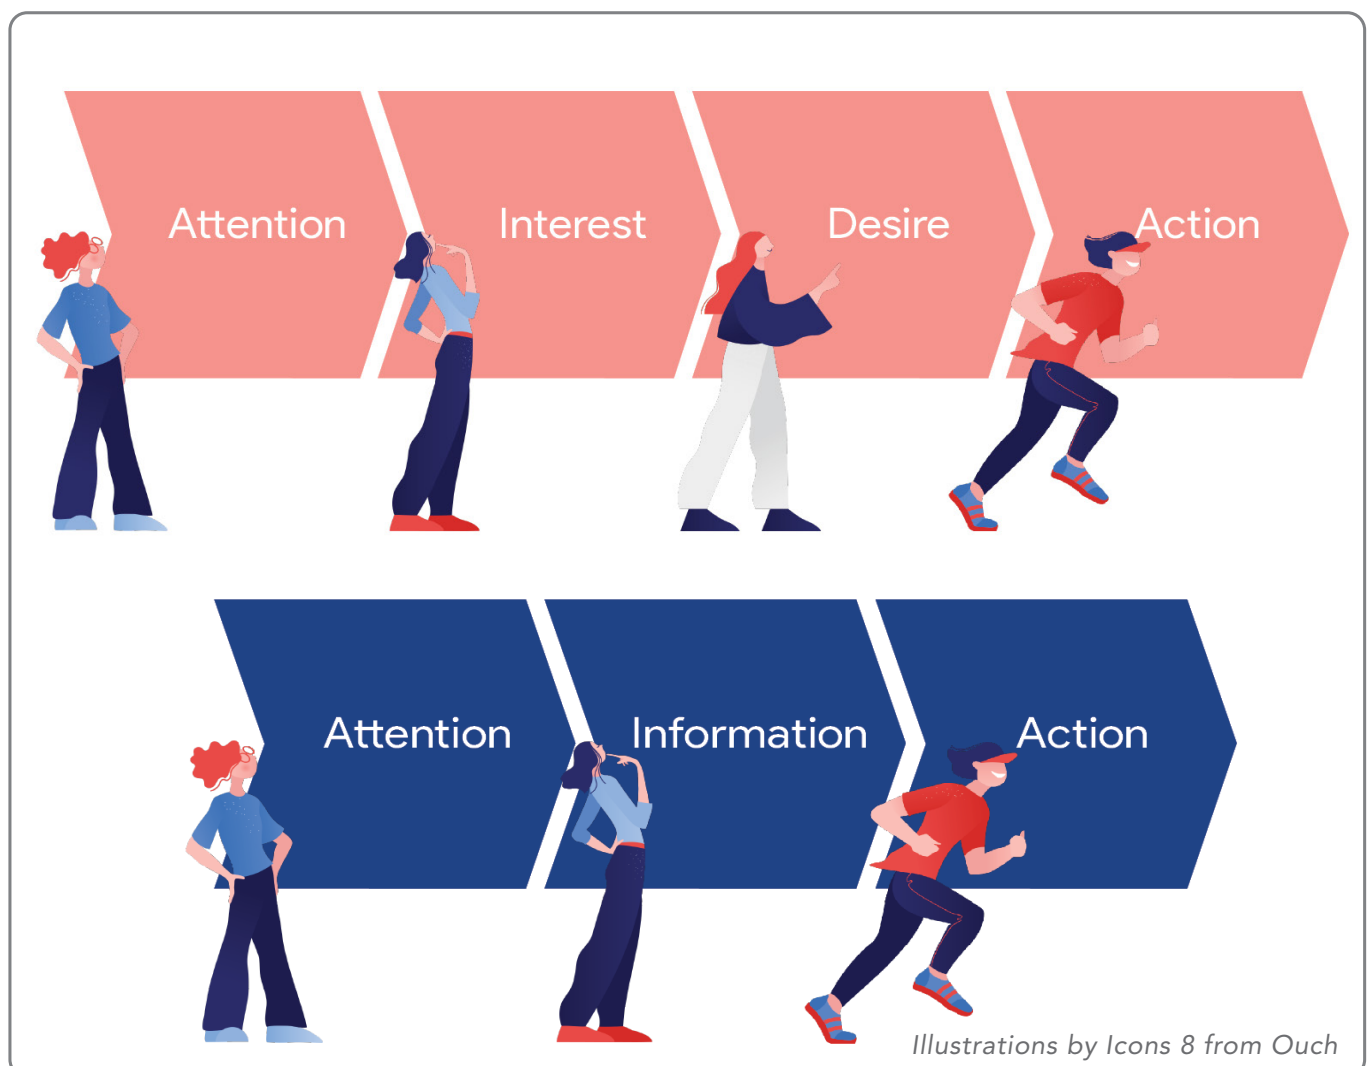 Attention
Interest
Desire
Action
Attention
Information
Action
Illustrations by Icons 8 from Ouch